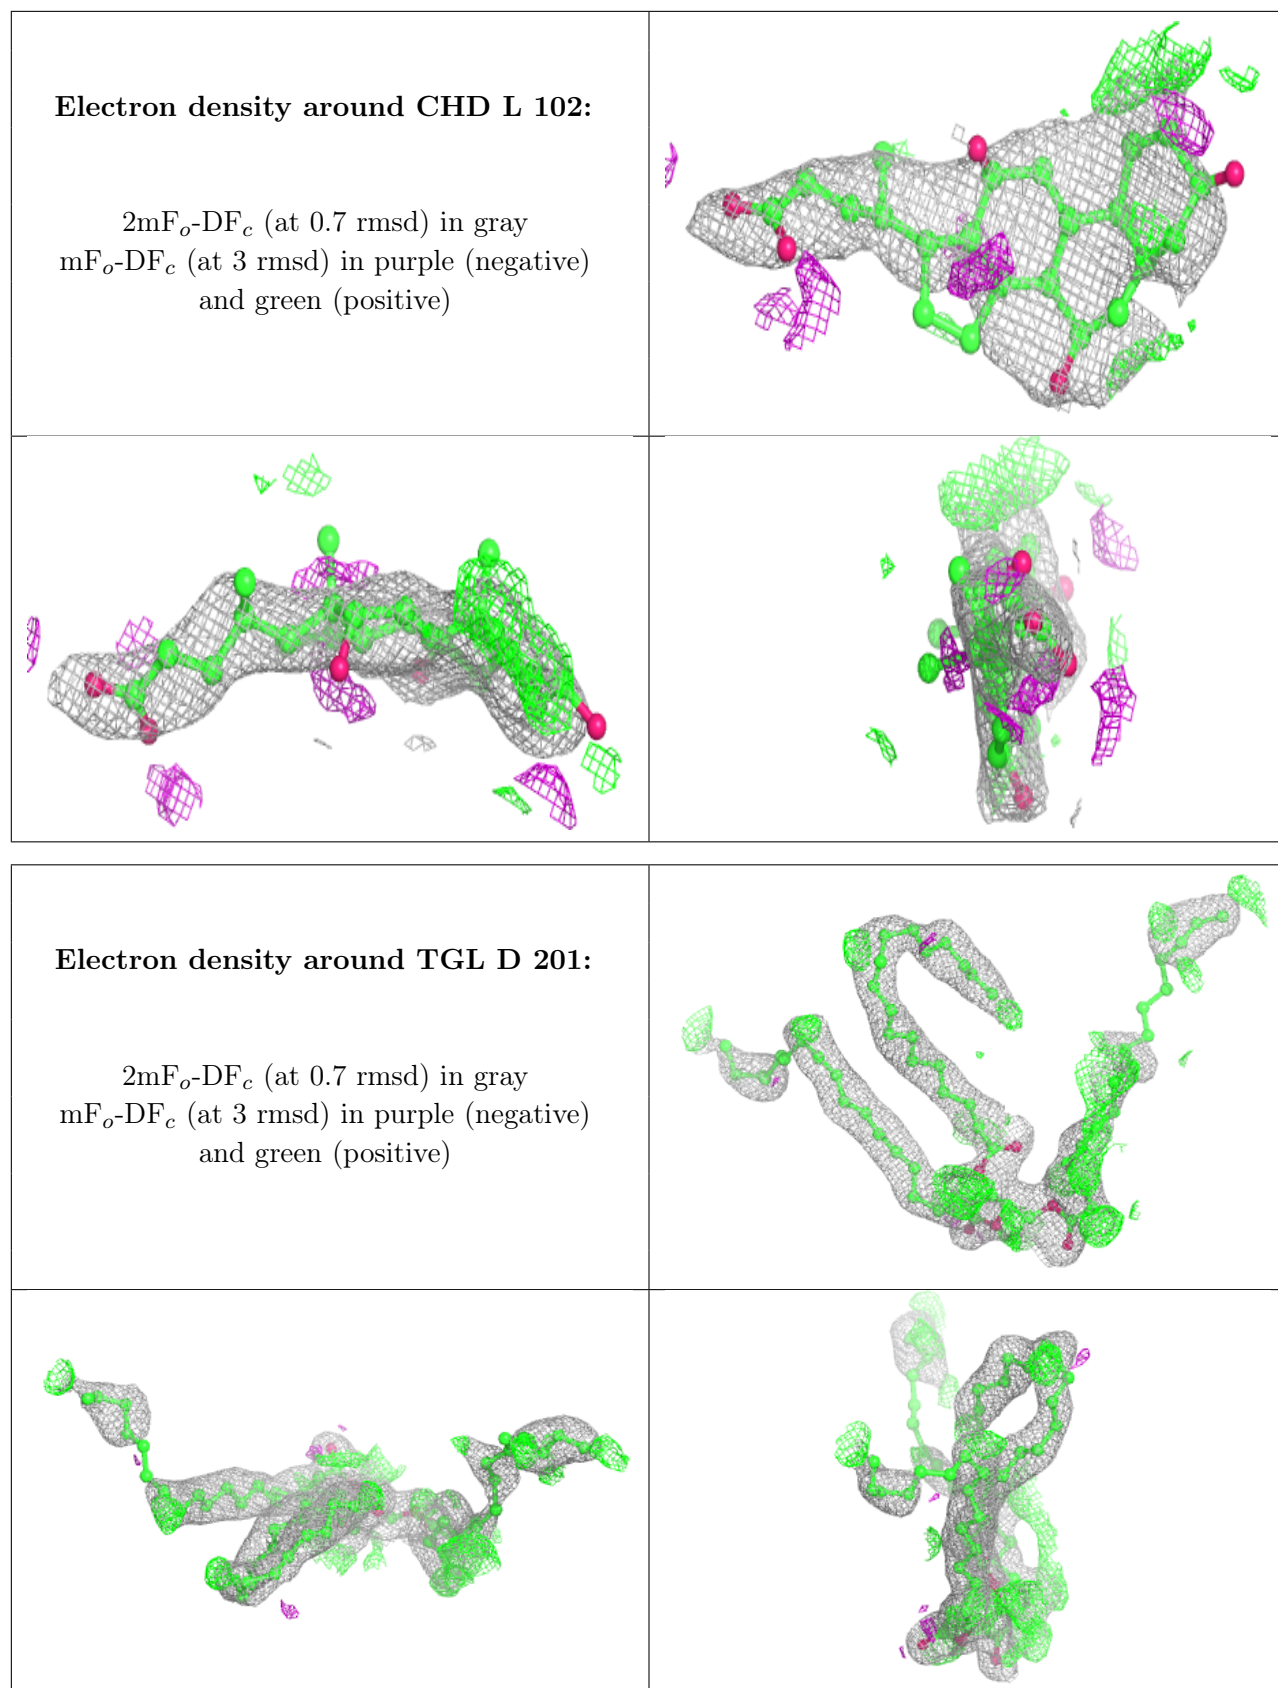 Electron density around CHD L 102:
2mFo-DFc (at 0.7 rmsd) in gray
mFo-DFc (at 3 rmsd) in purple (negative)
and green (positive)
Electron density around TGL D 201:
2mFo-DFc (at 0.7 rmsd) in gray
mFo-DFc (at 3 rmsd) in purple (negative)
and green (positive)